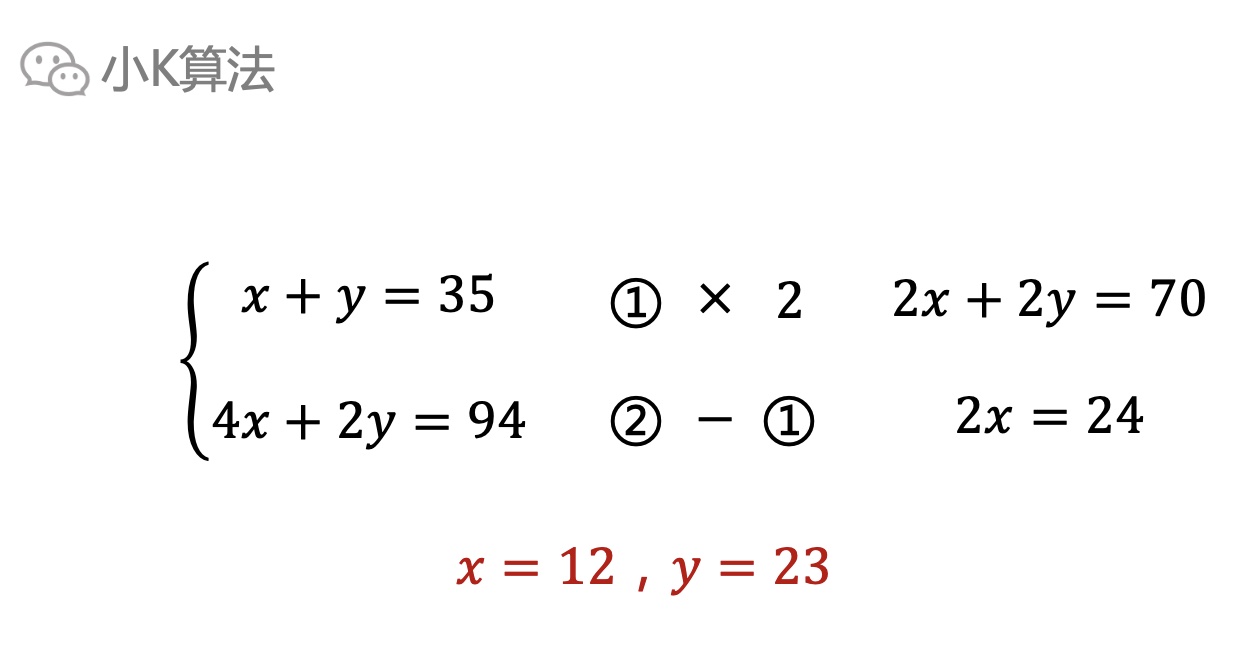 小K算法
x + y = 35 ① × 2 2x + 2y = 70
4x + 2y = 94 ② − ① 2x = 24
x = 12 , y = 23